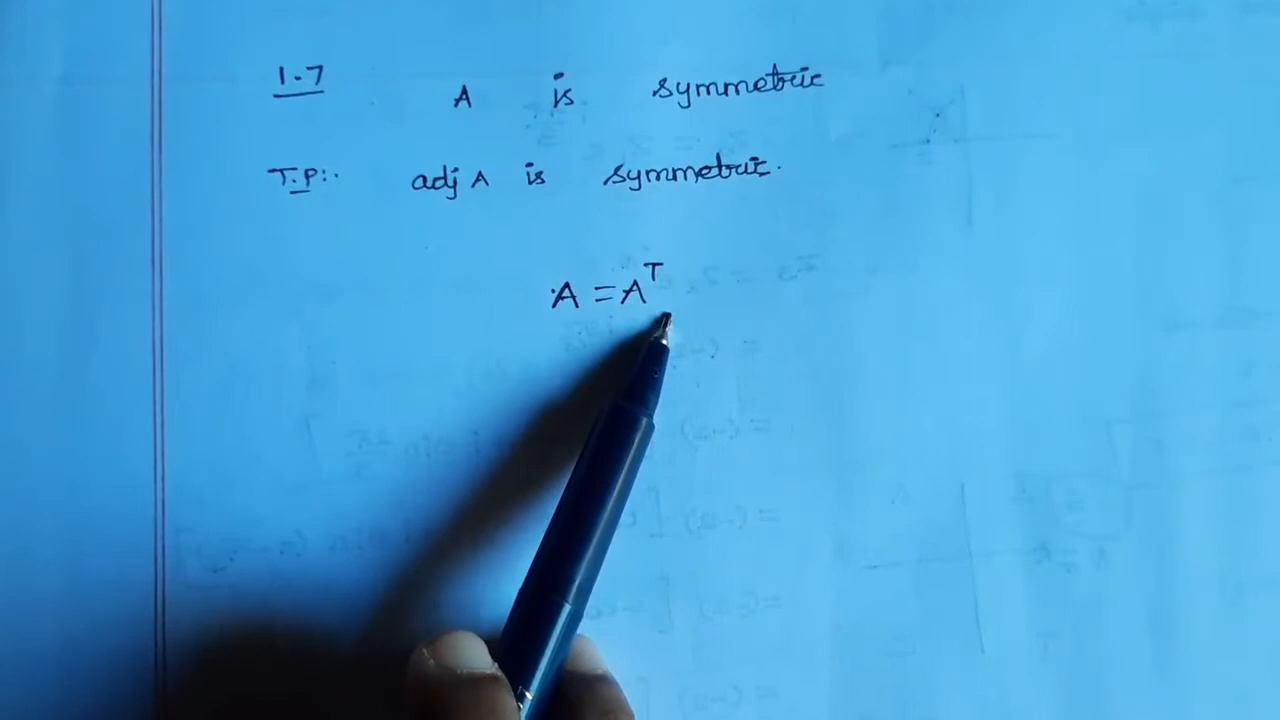 1.7 A is symmetric
T.P:. adj A is symmetric.
A = A^T